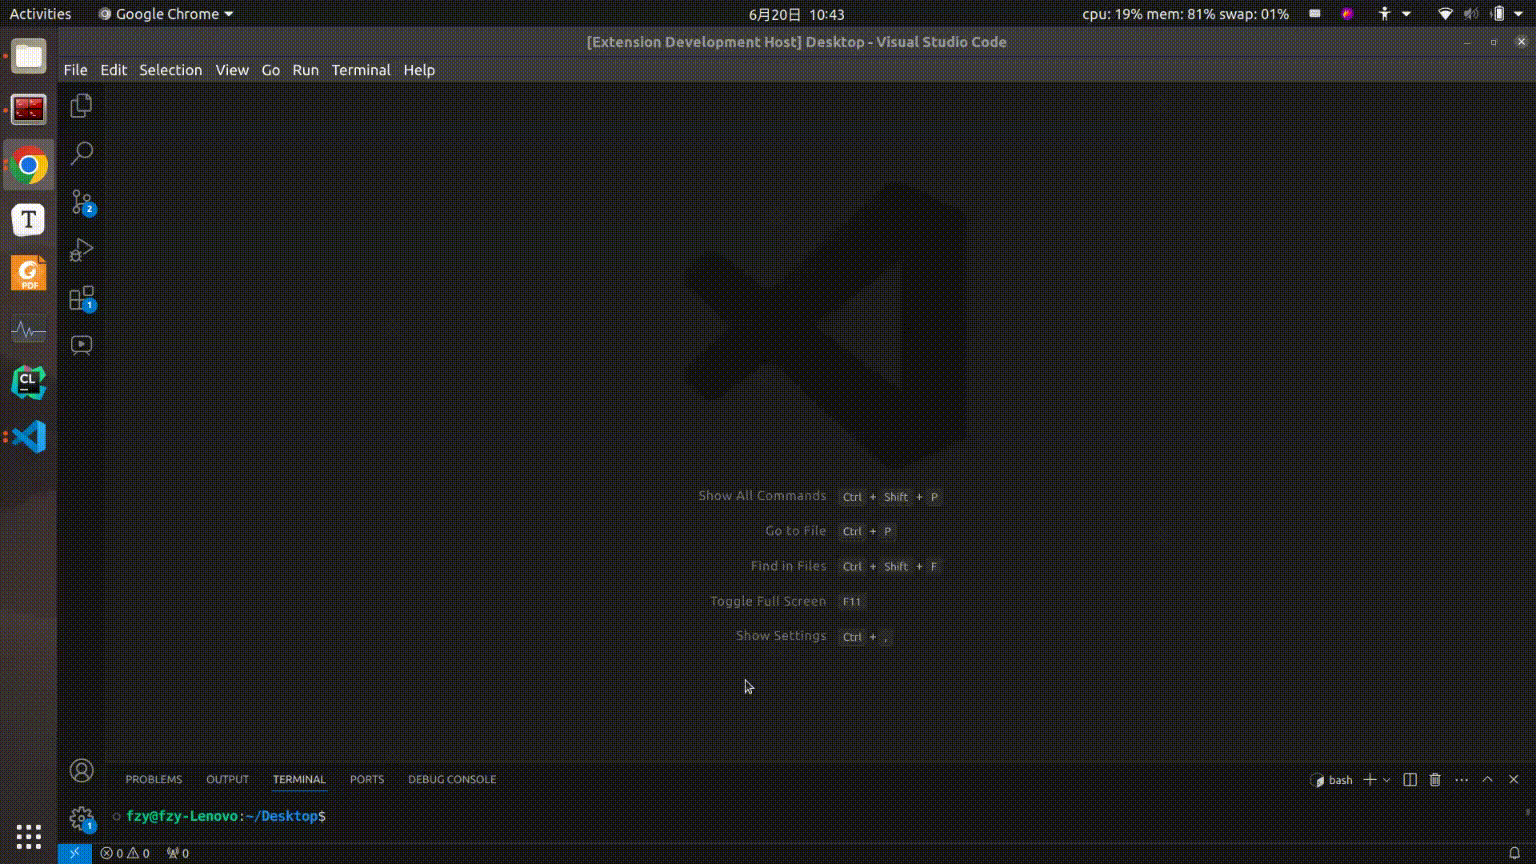 Activities Google Chrome 6月20日 10:43 cpu: 19% mem: 81% swap: 01%
[Extension Development Host] Desktop - Visual Studio Code
File Edit Selection View Go Run Terminal Help
2
1
T
PDF
CL
Show All Commands Ctrl + Shift + P
Go to File Ctrl + P
Find in Files Ctrl + Shift + F
Toggle Full Screen F11
Show Settings Ctrl + ,
PROBLEMS OUTPUT TERMINAL PORTS DEBUG CONSOLE bash
fzy@fzy-Lenovo:~/Desktop$
1
0 0 0